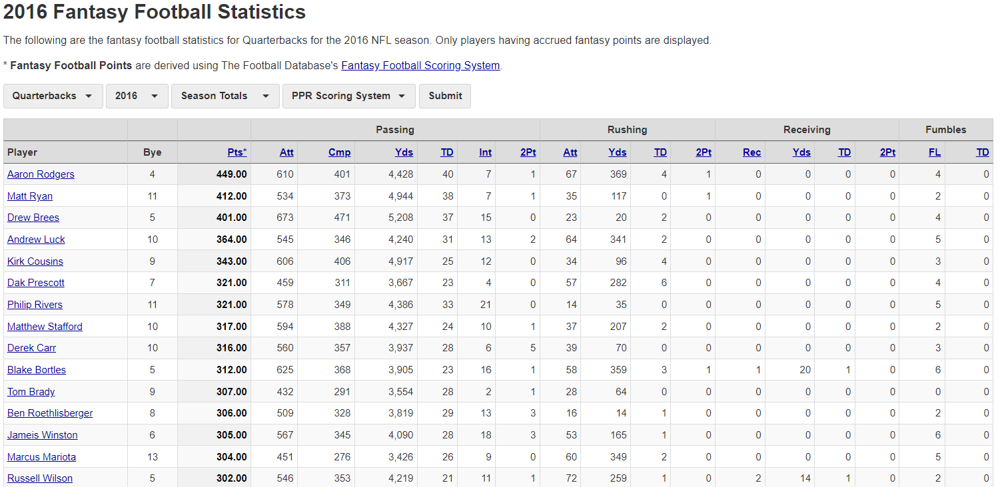 2016 Fantasy Football Statistics
The following are the fantasy football statistics for Quarterbacks for the 2016 NFL season. Only players having accrued fantasy points are displayed.
* Fantasy Football Points are derived using The Football Database's Fantasy Football Scoring System.
Quarterbacks 2016 Season Totals PPR Scoring System Submit
Passing Rushing Receiving Fumbles
Player Bye Pts* Att Cmp Yds TD Int 2Pt Att Yds TD 2Pt Rec Yds TD 2Pt FL TD
Aaron Rodgers 4 449.00 610 401 4,428 40 7 1 67 369 4 1 0 0 0 0 4 0
Matt Ryan 11 412.00 534 373 4,944 38 7 1 35 117 0 1 0 0 0 0 2 0
Drew Brees 5 401.00 673 471 5,208 37 15 0 23 20 2 0 0 0 0 0 4 0
Andrew Luck 10 364.00 545 346 4,240 31 13 2 64 341 2 0 0 0 0 0 5 0
Kirk Cousins 9 343.00 606 406 4,917 25 12 0 34 96 4 0 0 0 0 0 3 0
Dak Prescott 7 321.00 459 311 3,667 23 4 0 57 282 6 0 0 0 0 0 4 0
Philip Rivers 11 321.00 578 349 4,386 33 21 0 14 35 0 0 0 0 0 0 5 0
Matthew Stafford 10 317.00 594 388 4,327 24 10 1 37 207 2 0 0 0 0 0 2 0
Derek Carr 10 316.00 560 357 3,937 28 6 5 39 70 0 0 0 0 0 0 3 0
Blake Bortles 5 312.00 625 368 3,905 23 16 1 58 359 3 1 1 20 1 0 6 0
Tom Brady 9 307.00 432 291 3,554 28 2 1 28 64 0 0 0 0 0 0 0 0
Ben Roethlisberger 8 306.00 509 328 3,819 29 13 3 16 14 1 0 0 0 0 0 2 0
Jameis Winston 6 305.00 567 345 4,090 28 18 3 53 165 1 0 0 0 0 0 6 0
Marcus Mariota 13 304.00 451 276 3,426 26 9 0 60 349 2 0 0 0 0 0 5 0
Russell Wilson 5 302.00 546 353 4,219 21 11 1 72 259 1 0 2 14 1 0 2 0